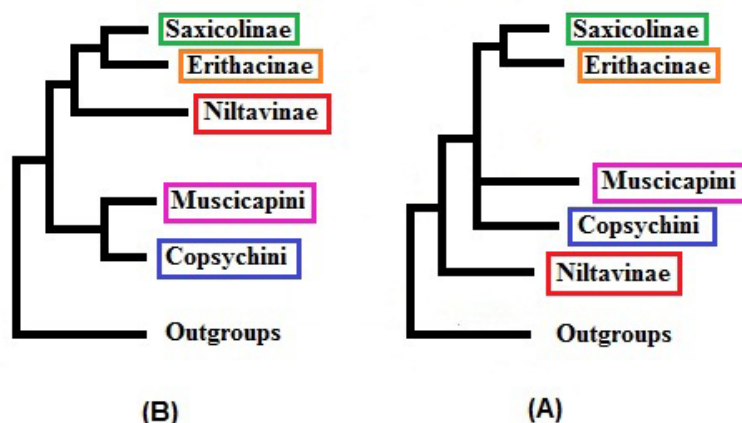 Saxicolinae
Erithacinae
Niltavinae
Muscicapini
Copsychini
Outgroups
(B)
Saxicolinae
Erithacinae
Muscicapini
Copsychini
Niltavinae
Outgroups
(A)